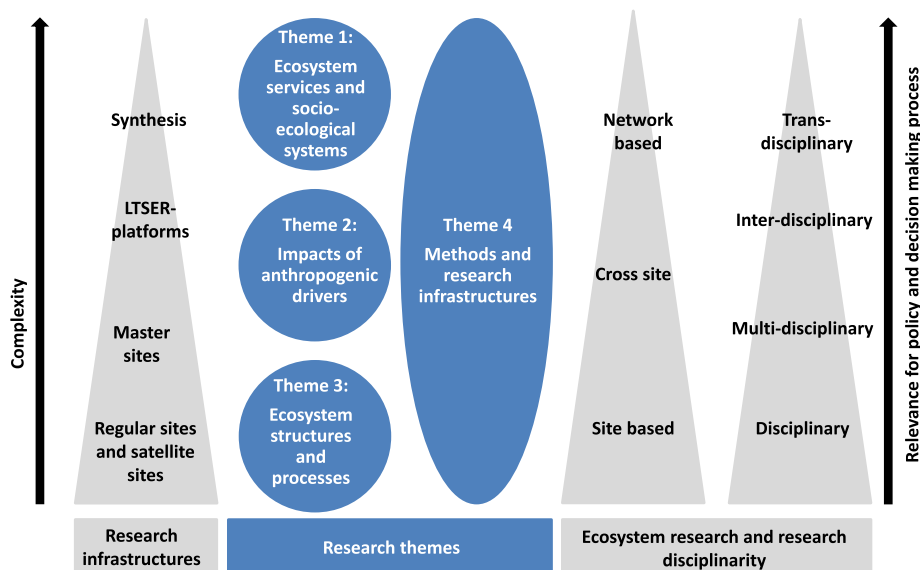 Complexity
Synthesis
LTSER-
platforms
Master
sites
Regular sites
and satellite
sites
Research
infrastructures
Theme 1:
Ecosystem
services and
socio-
ecological
systems
Theme 2:
Impacts of
anthropogenic
drivers
Theme 3:
Ecosystem
structures
and
processes
Theme 4
Methods and
research
infrastructures
Research themes
Network
based
Cross site
Site based
Trans-
disciplinary
Inter-disciplinary
Multi-disciplinary
Disciplinary
Ecosystem research and research
disciplinarity
Relevance for policy and decision making process